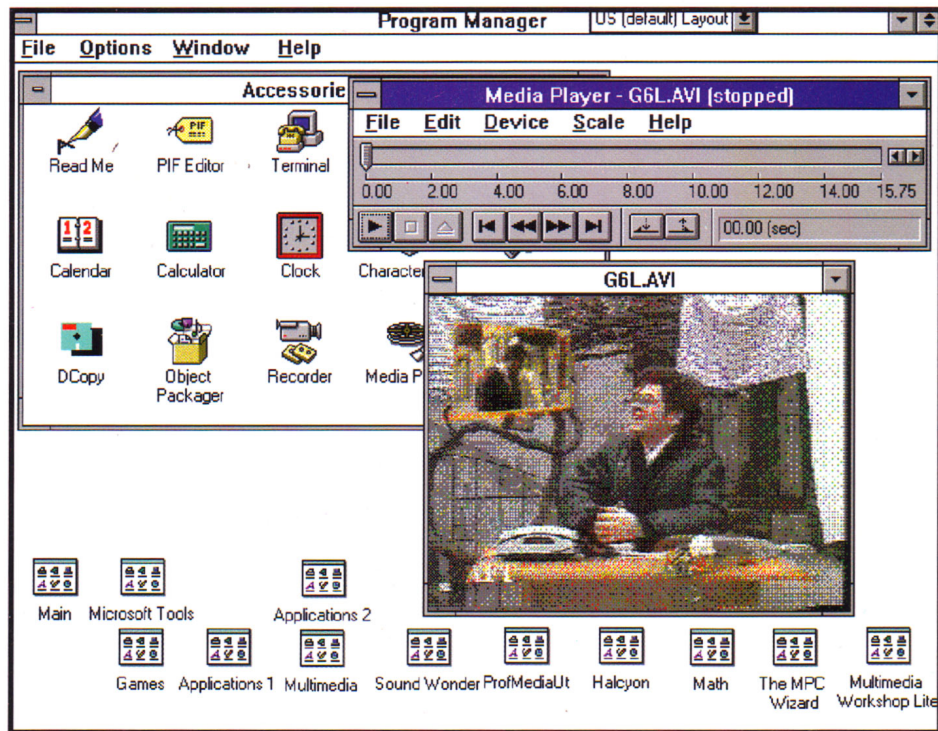 Program Manager
US (default) Layout
File Options Window Help
Accessorie
Read Me PIF Editor Terminal
Calendar Calculator Clock Character
DCopy Object Packager Recorder Media P
Media Player - G6L.AVI (stopped)
File Edit Device Scale Help
0.00 2.00 4.00 6.00 8.00 10.00 12.00 14.00 15.75
00.00 (sec)
G6L.AVI
Main Microsoft Tools Applications 2
Games Applications 1 Multimedia Sound Wonder ProfMediaUt Halcyon Math The MPC Wizard Multimedia Workshop Lite